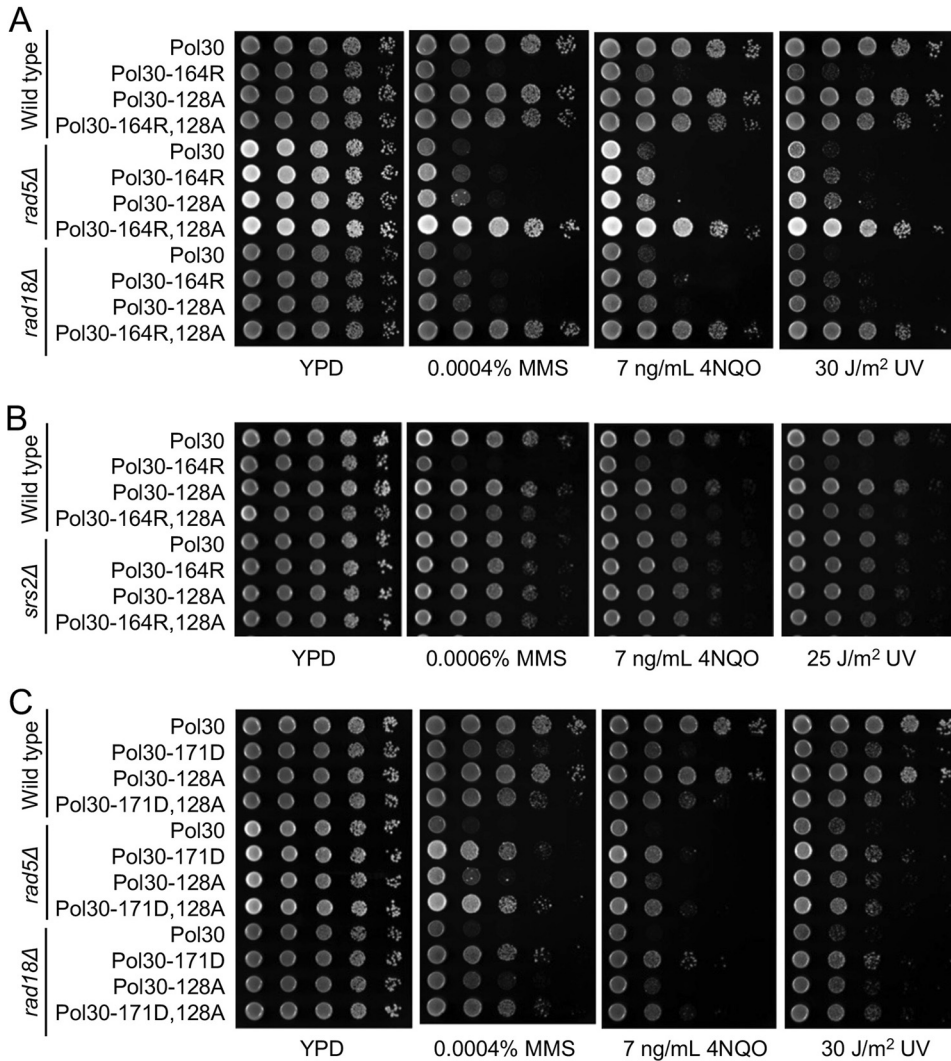 A
Wild type
Pol30
Pol30-164R
Pol30-128A
Pol30-164R,128A
rad5Δ
Pol30
Pol30-164R
Pol30-128A
Pol30-164R,128A
rad18Δ
Pol30
Pol30-164R
Pol30-128A
Pol30-164R,128A
YPD 0.0004% MMS 7 ng/mL 4NQO 30 J/m² UV
B
Wild type
Pol30
Pol30-164R
Pol30-128A
Pol30-164R,128A
srs2Δ
Pol30
Pol30-164R
Pol30-128A
Pol30-164R,128A
YPD 0.0006% MMS 7 ng/mL 4NQO 25 J/m² UV
C
Wild type
Pol30
Pol30-171D
Pol30-128A
Pol30-171D,128A
rad5Δ
Pol30
Pol30-171D
Pol30-128A
Pol30-171D,128A
rad18Δ
Pol30
Pol30-171D
Pol30-128A
Pol30-171D,128A
YPD 0.0004% MMS 7 ng/mL 4NQO 30 J/m² UV